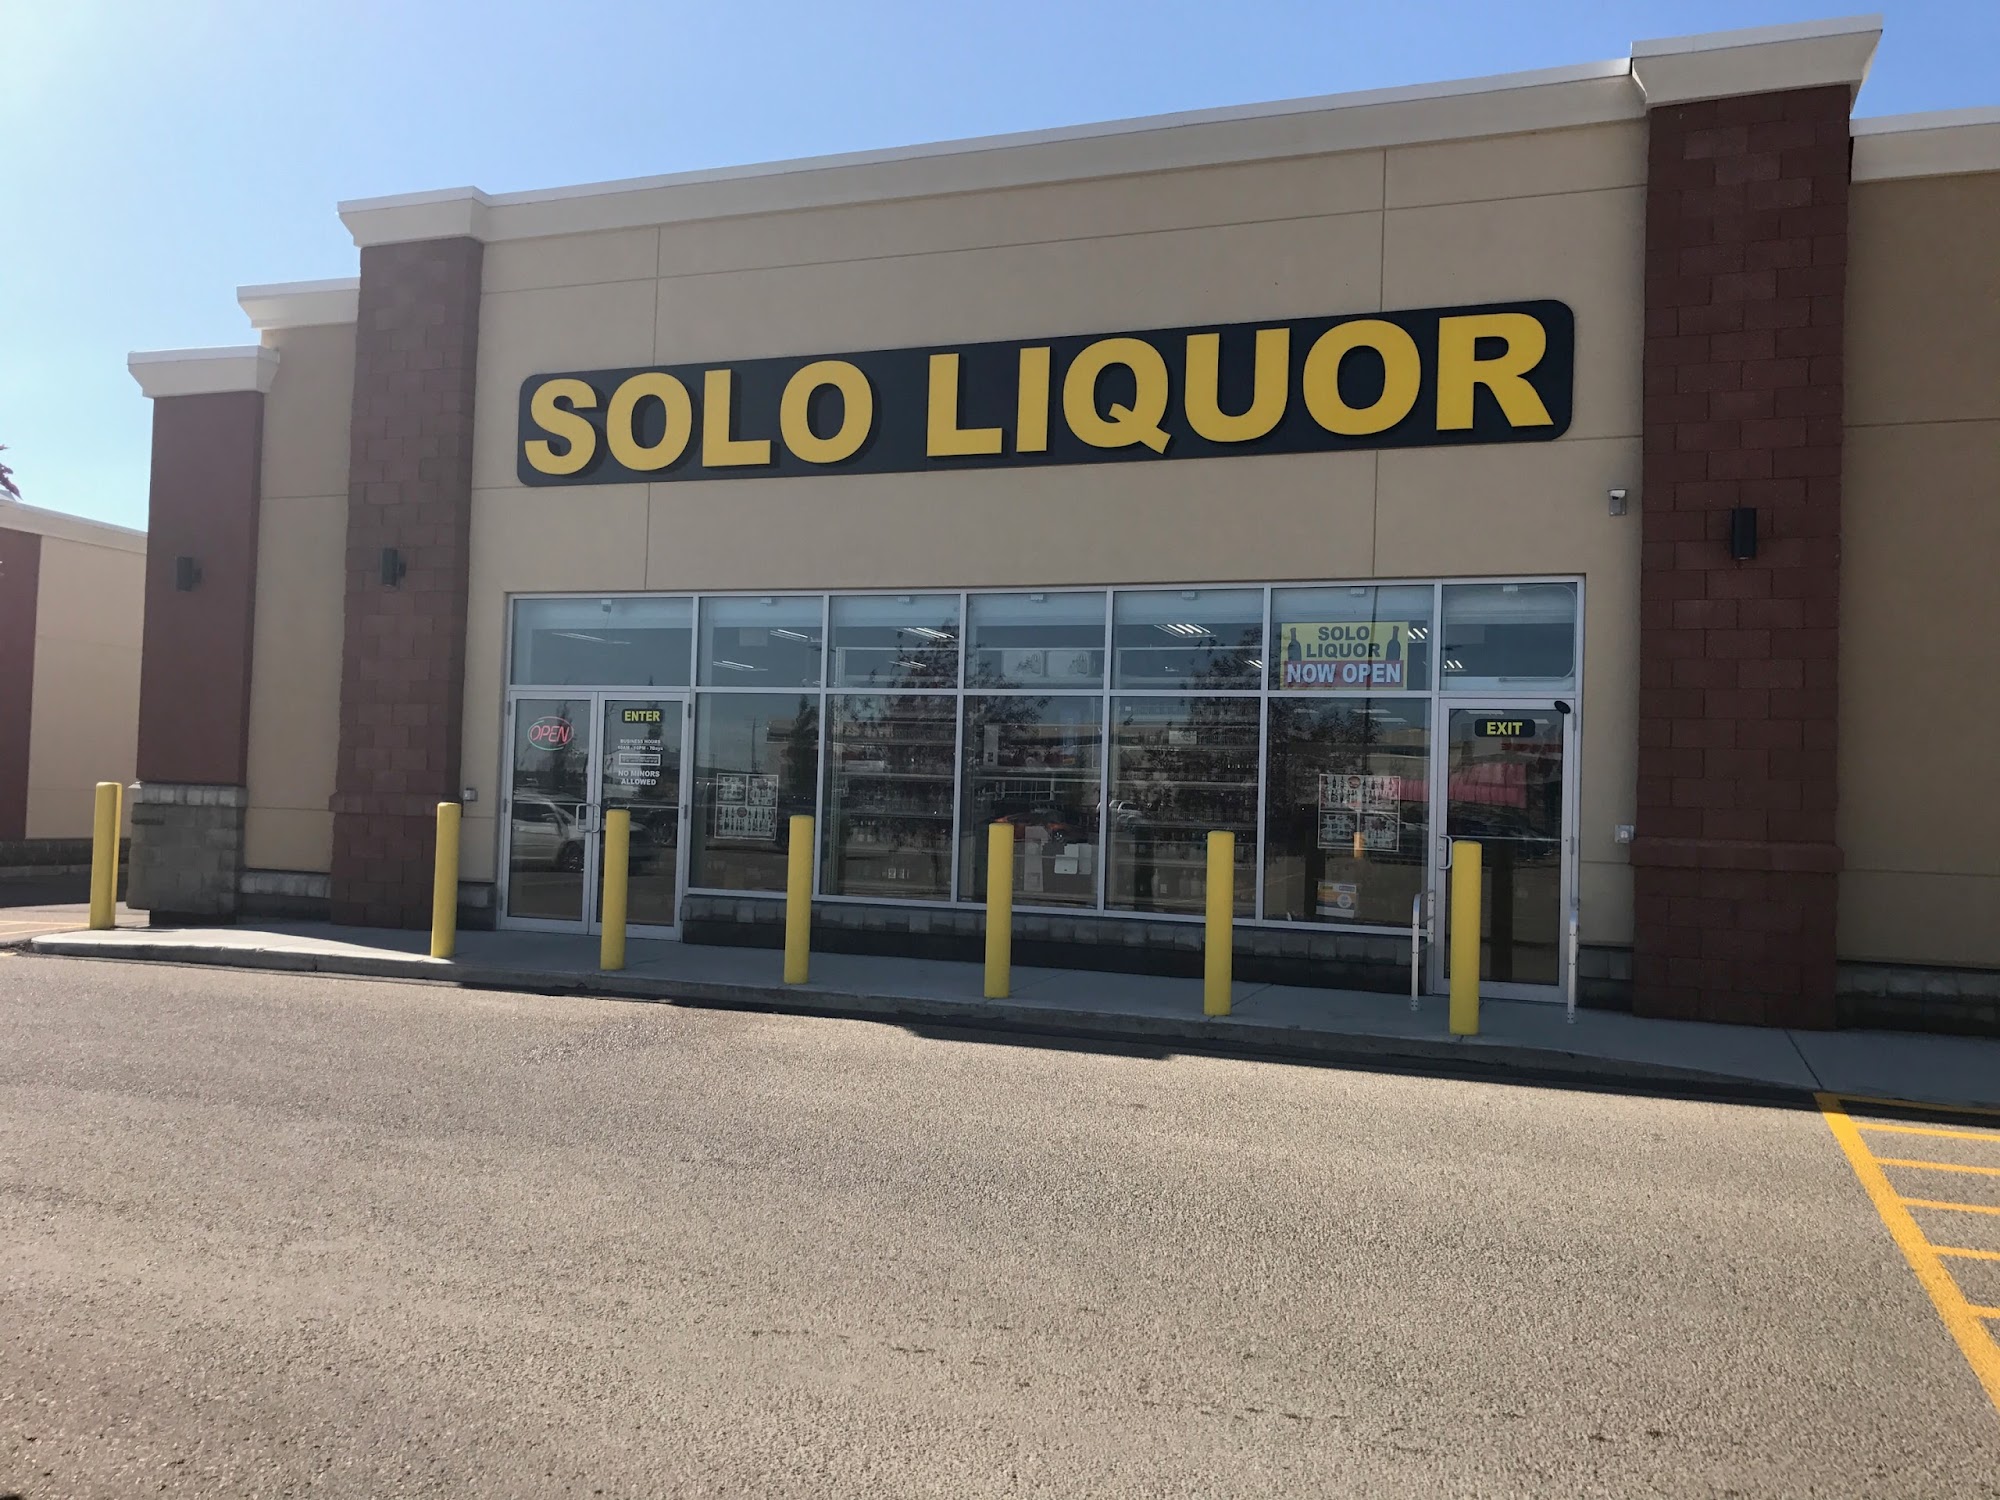 SOLO LIQUOR
SOLO
LIQUOR
NOW OPEN
OPEN
ENTER
BUSINESS HOURS
NO MINORS
ALLOWED
EXIT